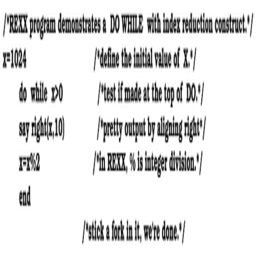 /*REXX program demonstrates a DO WHILE with index reduction construct.*/
x=1024 /*define the initial value of X.*/
do while x>0 /*test if made at the top of DO.*/
say right(x,10) /*pretty output by aligning right*/
x=x%2 /*in REXX, % is integer division.*/
end
/*stick a fork in it, we're done.*/